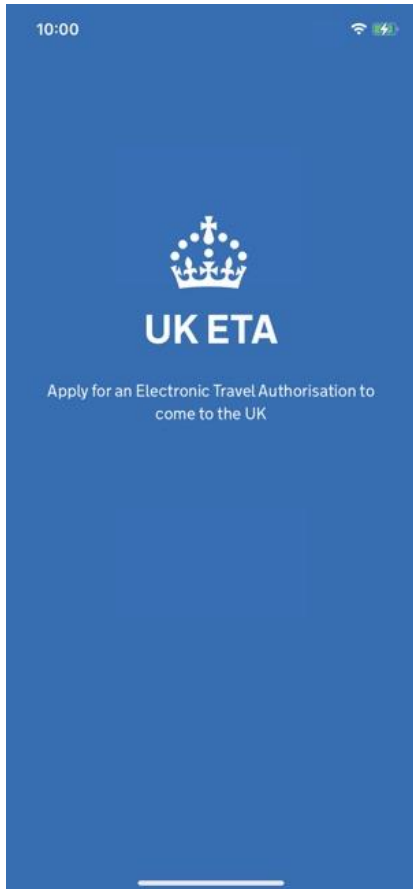 10:00
UK ETA
Apply for an Electronic Travel Authorisation to
come to the UK